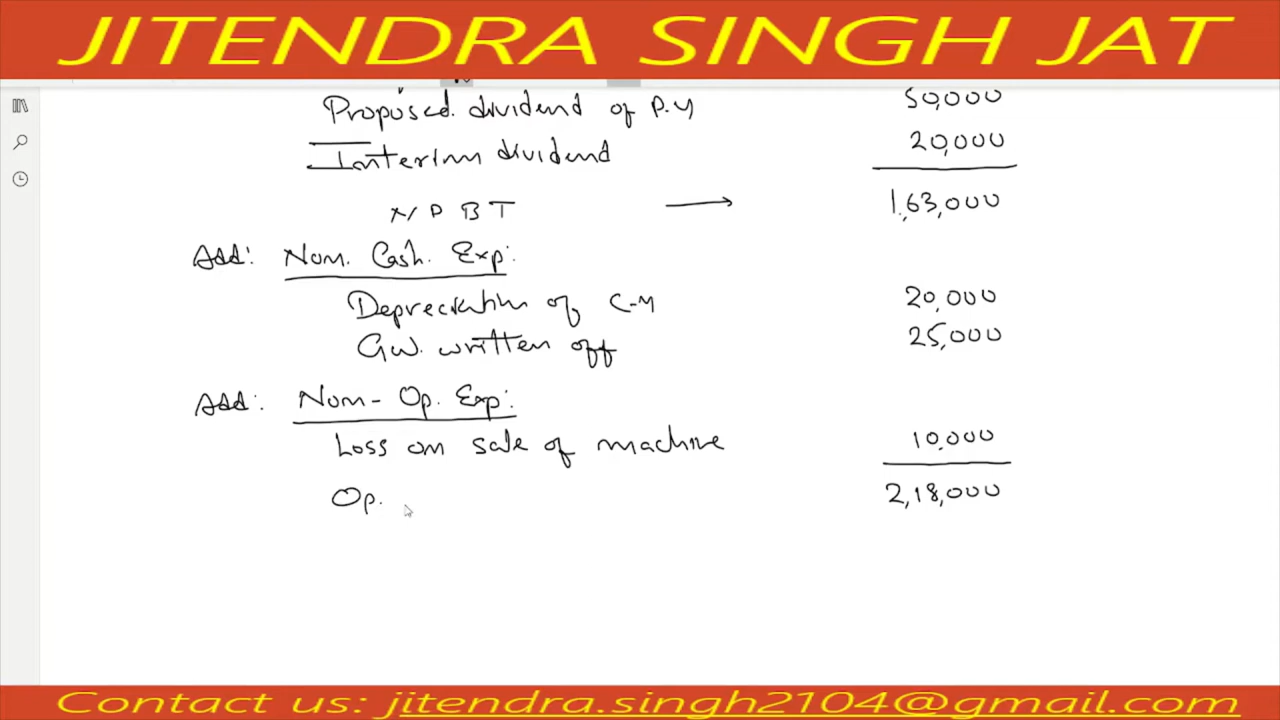 JITENDRA SINGH JAT
Proposed dividend of P.Y 50,000
Interim dividend 20,000
N P B T → 1,63,000
Add: Non. Cash. Exp:
Depreciation of C-M 20,000
GW. written off 25,000
Add: Non- Op. Exp:
Loss on sale of machine 10,000
Op. 2,18,000
Contact us: jitendra.singh2104@gmail.com